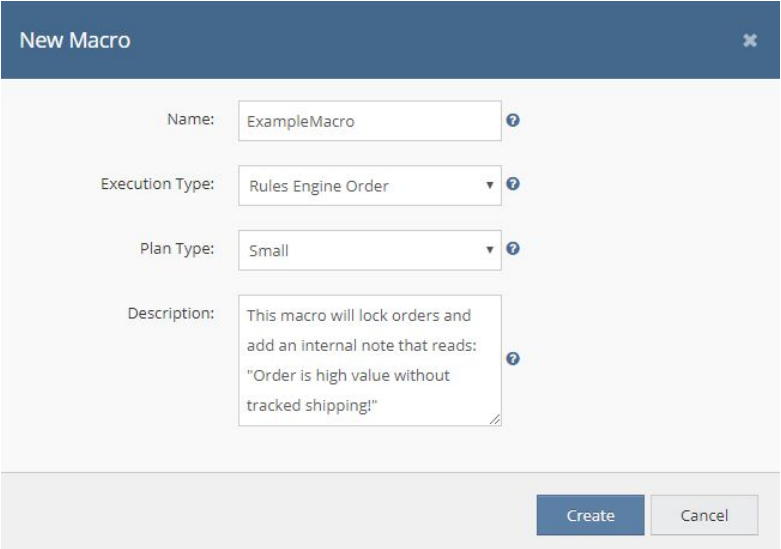 New Macro
Name:
ExampleMacro
Execution Type:
Rules Engine Order
Plan Type:
Small
Description:
This macro will lock orders and
add an internal note that reads:
"Order is high value without
tracked shipping!"
Create
Cancel